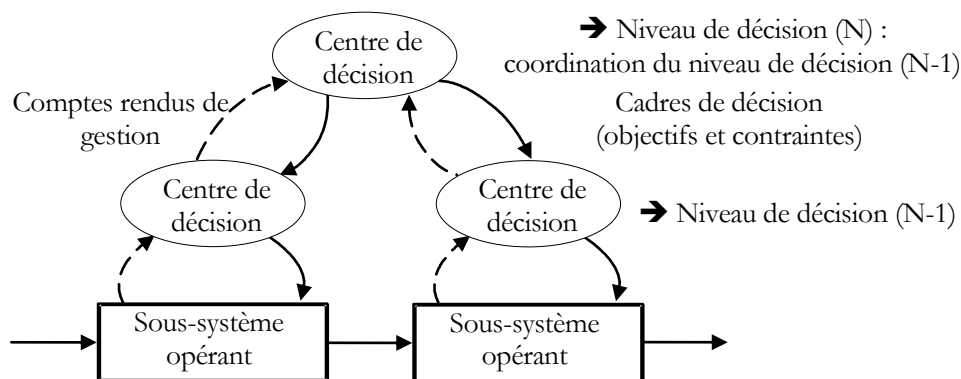 Centre de
décision
➔ Niveau de décision (N) :
coordination du niveau de décision (N-1)
Comptes rendus de
gestion
Cadres de décision
(objectifs et contraintes)
Centre de
décision
Centre de
décision
➔ Niveau de décision (N-1)
Sous-système
opérant
Sous-système
opérant